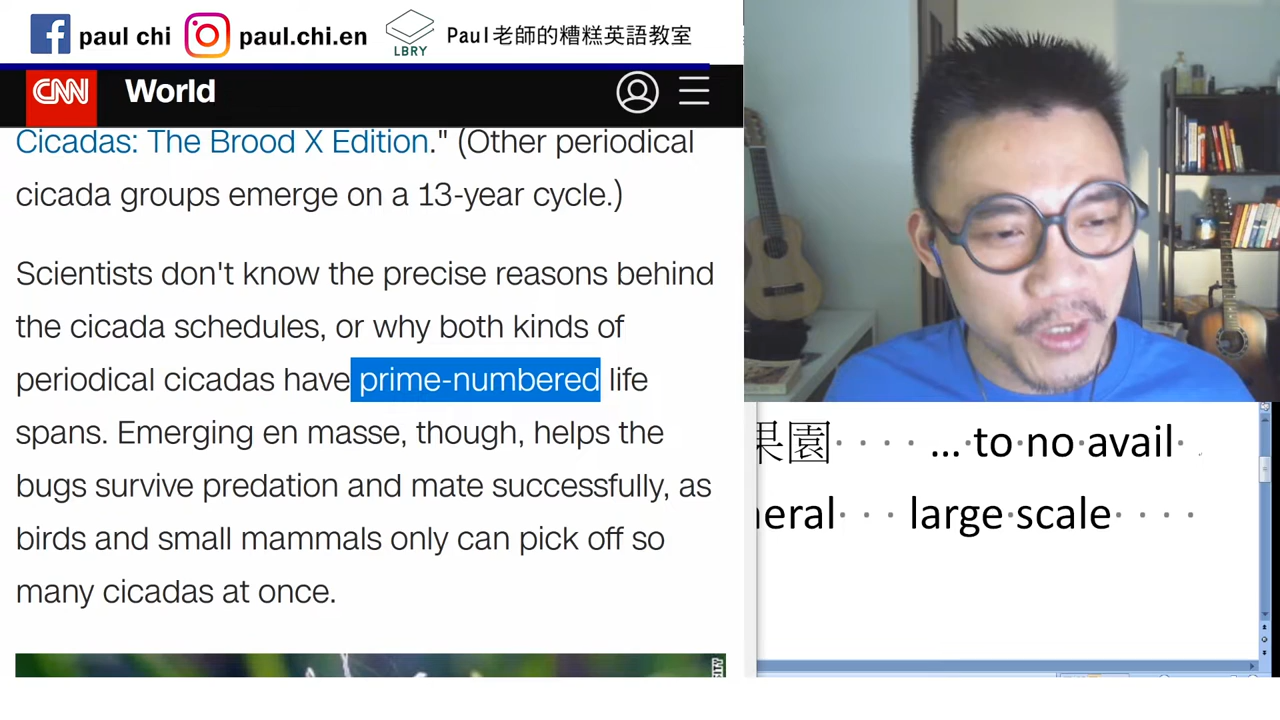 paul chi
paul.chi.en
LBRY
Paul老師的糟糕英語教室
CNN
World
Cicadas: The Brood X Edition." (Other periodical
cicada groups emerge on a 13-year cycle.)
Scientists don't know the precise reasons behind
the cicada schedules, or why both kinds of
periodical cicadas have prime-numbered life
spans. Emerging en masse, though, helps the
bugs survive predation and mate successfully, as
birds and small mammals only can pick off so
many cicadas at once.
果園 ...to no avail
neral large scale